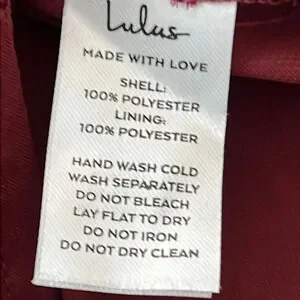 Lulus
MADE WITH LOVE
SHELL:
100% POLYESTER
LINING:
100% POLYESTER
HAND WASH COLD
WASH SEPARATELY
DO NOT BLEACH
LAY FLAT TO DRY
DO NOT IRON
DO NOT DRY CLEAN